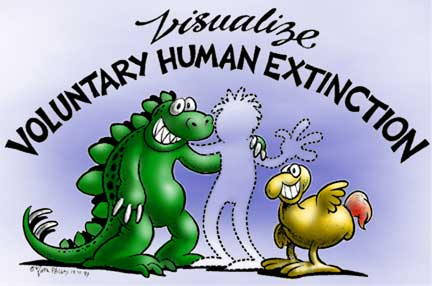 Visualize
VOLUNTARY HUMAN EXTINCTION